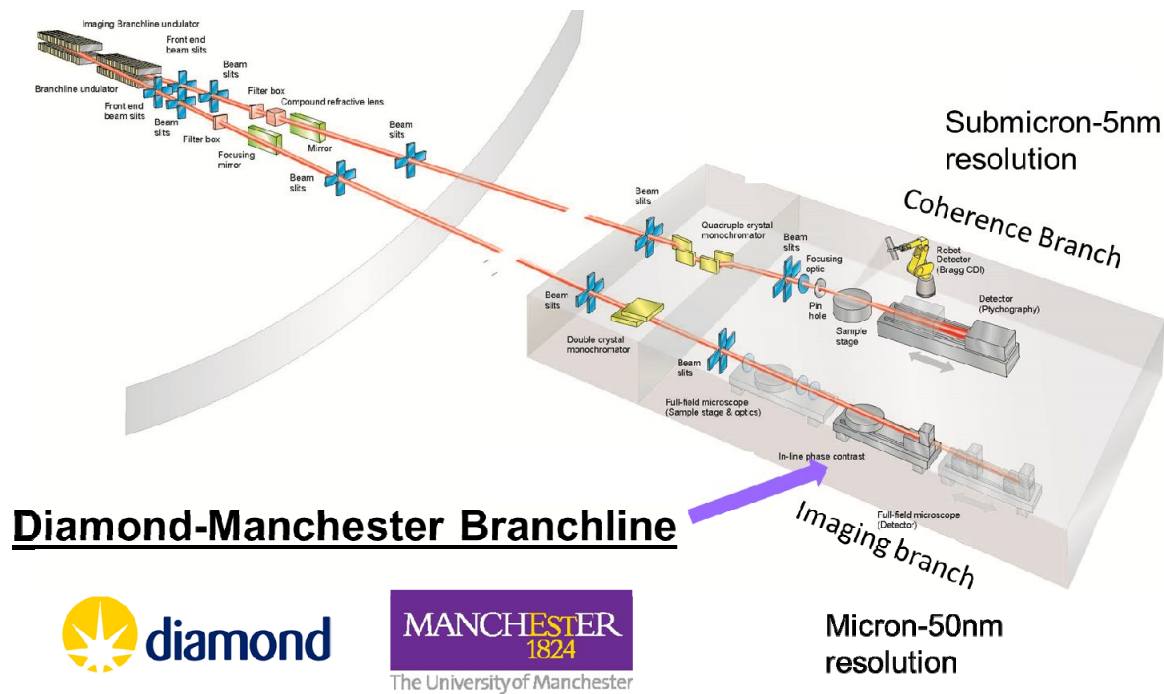 Imaging Branchline undulator
Front end
beam slits
Beam
slits
Filter box
Compound refractive lens
Branchline undulator
Front end
beam slits
Beam
slits
Filter box
Focusing
mirror
Mirror
Beam
slits
Beam
slits
Submicron-5nm
resolution
Coherence Branch
Beam
slits
Quadruple crystal
monochromator
Beam
slits
Focusing
optic
Pin
hole
Robot
Detector
(Bragg CDI)
Detector
(Ptychography)
Sample
stage
Beam
slits
Double crystal
monochromator
Beam
slits
Full-field microscope
(Sample stage & optics)
In-line phase contrast
Full-field microscope
(Detector)
Imaging branch
Diamond-Manchester Branchline
diamond
MANCHESTER
1824
The University of Manchester
Micron-50nm
resolution